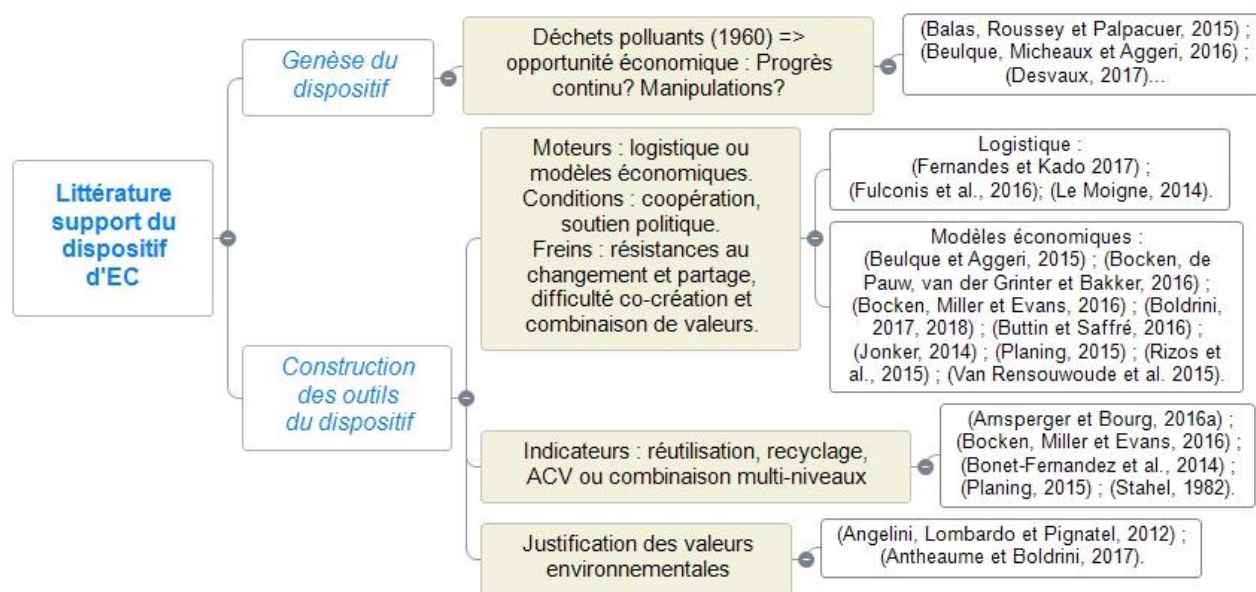 Littérature
support du
dispositif
d'EC
Genèse du
dispositif
Déchets polluants (1960) =>
opportunité économique : Progrès
continu? Manipulations?
(Balas, Roussey et Palpacuer, 2015) ;
(Beulque, Micheaux et Aggeri, 2016) ;
(Desvaux, 2017)...
Construction
des outils
du dispositif
Moteurs : logistique ou
modèles économiques.
Conditions : coopération,
soutien politique.
Freins : résistances au
changement et partage,
difficulté co-création et
combinaison de valeurs.
Logistique :
(Fernandes et Kado 2017) ;
(Fulconis et al., 2016); (Le Moigne, 2014).
Modèles économiques :
(Beulque et Aggeri, 2015) ; (Bocken, de
Pauw, van der Grinter et Bakker, 2016) ;
(Bocken, Miller et Evans, 2016) ; (Boldrini,
2017, 2018) ; (Buttin et Saffré, 2016) ;
(Jonker, 2014) ; (Planing, 2015) ; (Rizos et
al., 2015) ; (Van Rensouwoude et al. 2015).
Indicateurs : réutilisation, recyclage,
ACV ou combinaison multi-niveaux
(Arnsperger et Bourg, 2016a) ;
(Bocken, Miller et Evans, 2016) ;
(Bonet-Fernandez et al., 2014) ;
(Planing, 2015) ; (Stahel, 1982).
Justification des valeurs
environnementales
(Angelini, Lombardo et Pignatel, 2012) ;
(Antheaume et Boldrini, 2017).